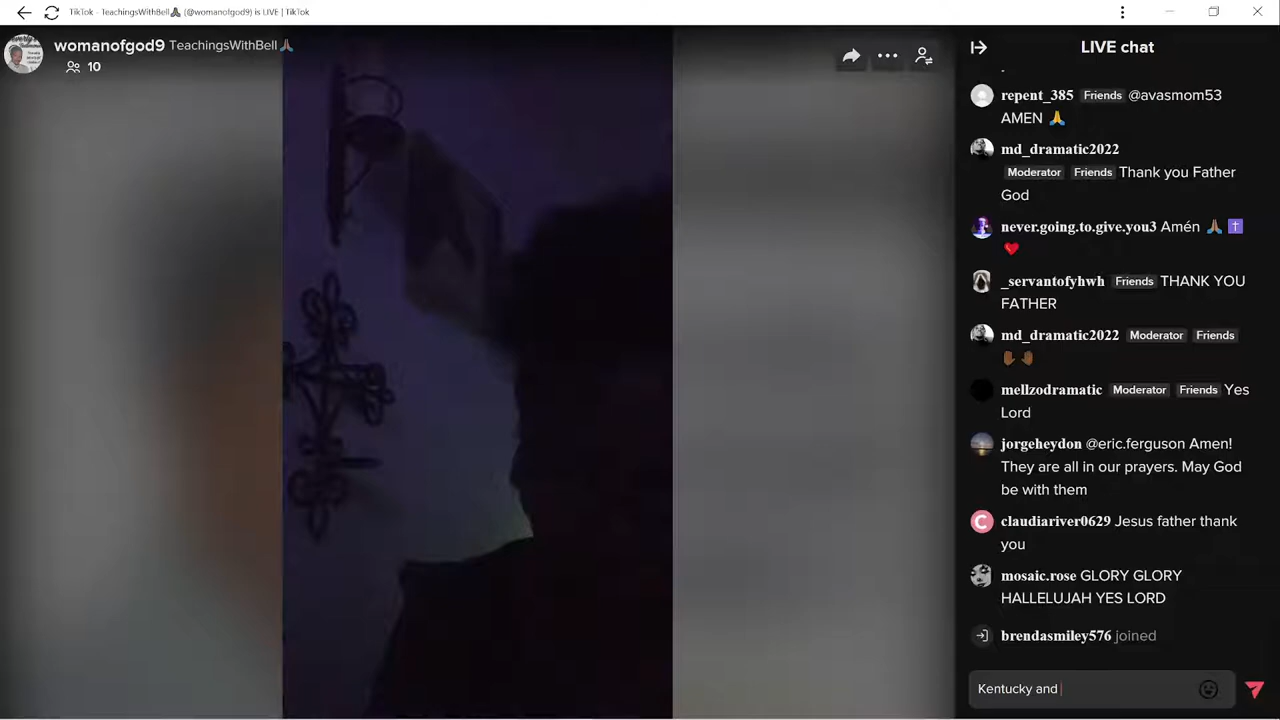 TikTok - TeachingsWithBell🙏🏽 (@womanofgod9) is LIVE | TikTok
womanofgod9 TeachingsWithBell🙏🏽
10
LIVE chat
repent_385 Friends @avasmom53
AMEN 🙏
md_dramatic2022
Moderator Friends Thank you Father
God
never.going.to.give.you3 Amén 🙏🏽 ✝️
❤️
_servantofyhwh Friends THANK YOU
FATHER
md_dramatic2022 Moderator Friends
🤚🏾🤚🏾
mellzodramatic Moderator Friends Yes
Lord
jorgeheydon @eric.ferguson Amen!
They are all in our prayers. May God
be with them
C claudiariver0629 Jesus father thank
you
mosaic.rose GLORY GLORY
HALLELUJAH YES LORD
brendasmiley576 joined
Kentucky and